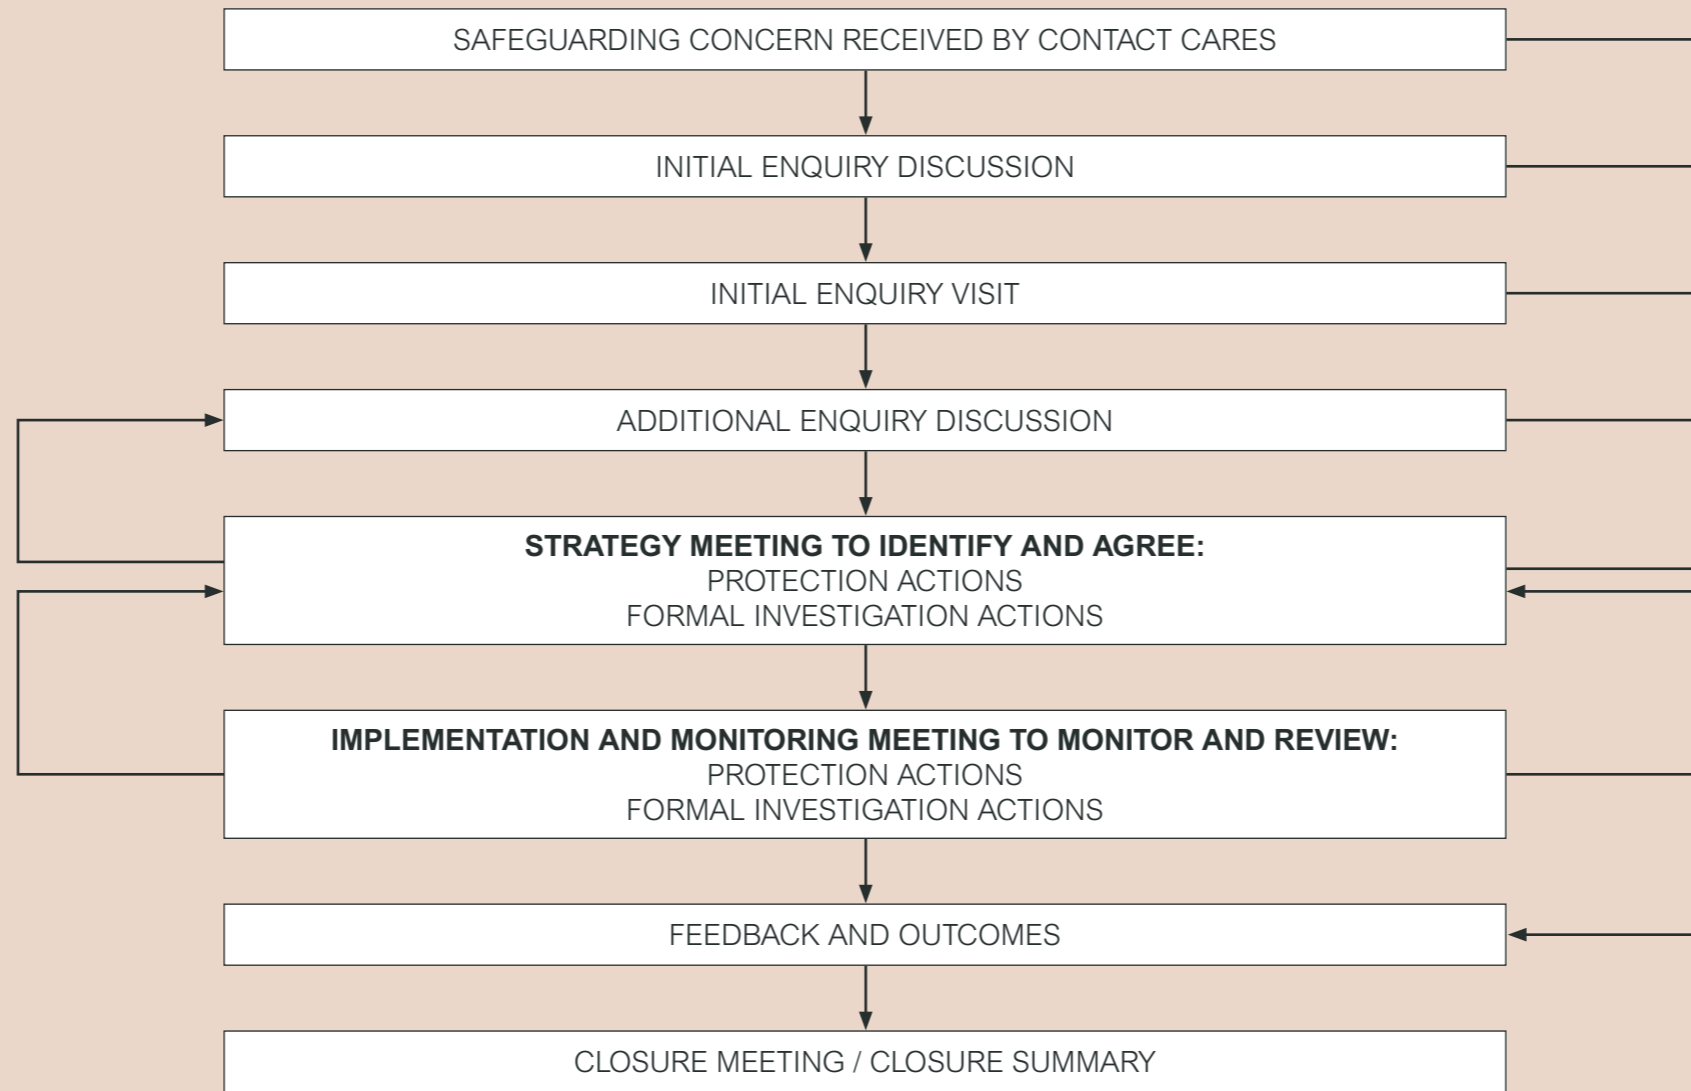 SAFEGUARDING CONCERN RECEIVED BY CONTACT CARES
INITIAL ENQUIRY DISCUSSION
INITIAL ENQUIRY VISIT
ADDITIONAL ENQUIRY DISCUSSION
STRATEGY MEETING TO IDENTIFY AND AGREE:
PROTECTION ACTIONS
FORMAL INVESTIGATION ACTIONS
IMPLEMENTATION AND MONITORING MEETING TO MONITOR AND REVIEW:
PROTECTION ACTIONS
FORMAL INVESTIGATION ACTIONS
FEEDBACK AND OUTCOMES
CLOSURE MEETING / CLOSURE SUMMARY